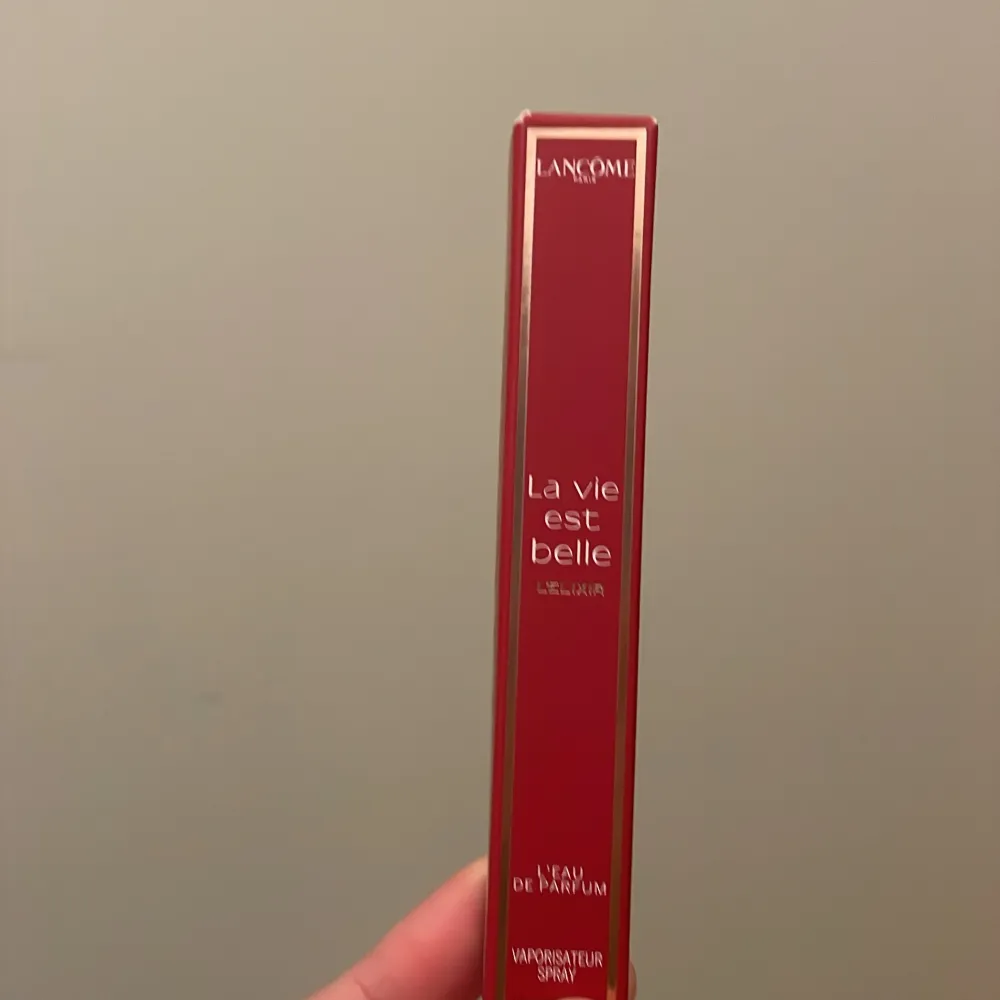 LANCÔME
PARIS
La vie
est
belle
L'ELIXIR
L'EAU
DE PARFUM
VAPORISATEUR
SPRAY